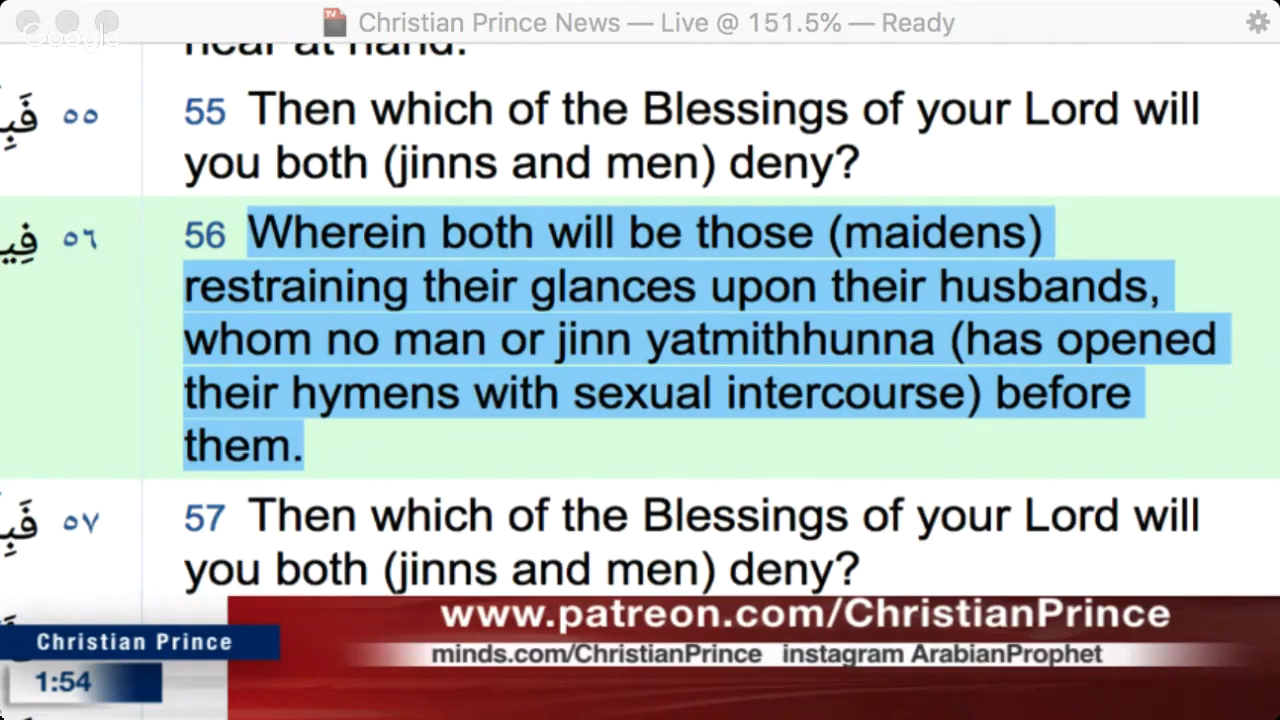 Christian Prince News — Live @ 151.5% — Ready
Google
near at hand.
55 Then which of the Blessings of your Lord will
you both (jinns and men) deny?
٥٥
56 Wherein both will be those (maidens)
restraining their glances upon their husbands,
whom no man or jinn yatmithhunna (has opened
their hymens with sexual intercourse) before
them.
٥٦
57 Then which of the Blessings of your Lord will
you both (jinns and men) deny?
٥٧
www.patreon.com/ChristianPrince
Christian Prince
minds.com/ChristianPrince instagram ArabianProphet
1:54